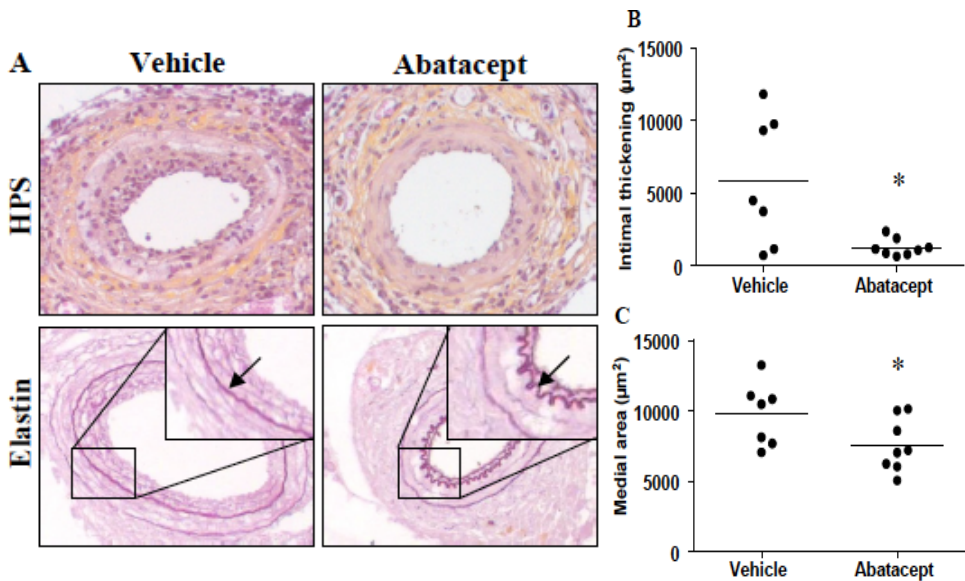 A
Vehicle
Abatacept
HPS
Elastin
B
Intimal thickening (µm²)
15000
10000
5000
0
*
Vehicle
Abatacept
C
Medial area (µm²)
15000
10000
5000
0
*
Vehicle
Abatacept